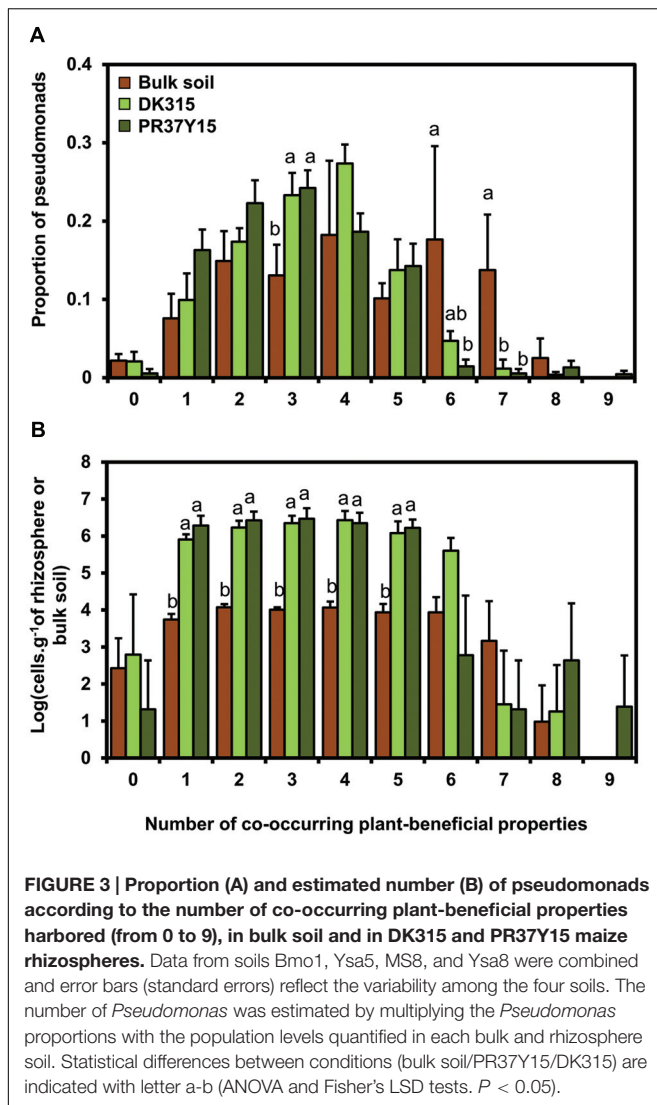 A
0.4
0.3
0.2
0.1
0
Proportion of pseudomonads
Bulk soil
DK315
PR37Y15
b a a
a
ab b
a
b b
0 1 2 3 4 5 6 7 8 9
B
8
7
6
5
4
3
2
1
0
Log(cells.g-1of rhizosphere or
bulk soil)
b a a
b a a
b a a
b a a
b a a
0 1 2 3 4 5 6 7 8 9
Number of co-occurring plant-beneficial properties
FIGURE 3 | Proportion (A) and estimated number (B) of pseudomonads
according to the number of co-occurring plant-beneficial properties
harbored (from 0 to 9), in bulk soil and in DK315 and PR37Y15 maize
rhizospheres. Data from soils Bmo1, Ysa5, MS8, and Ysa8 were combined
and error bars (standard errors) reflect the variability among the four soils. The
number of Pseudomonas was estimated by multiplying the Pseudomonas
proportions with the population levels quantified in each bulk and rhizosphere
soil. Statistical differences between conditions (bulk soil/PR37Y15/DK315) are
indicated with letter a-b (ANOVA and Fisher's LSD tests. P < 0.05).